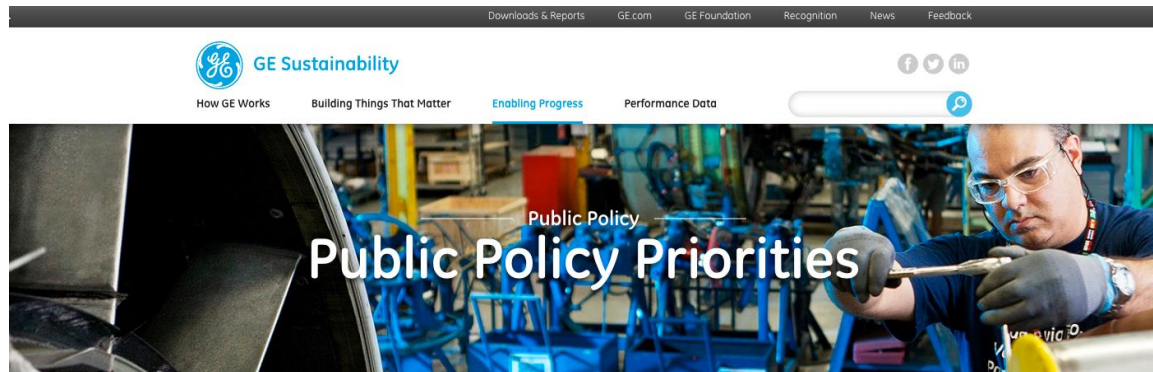 Downloads & Reports GE.com GE Foundation Recognition News Feedback
GE Sustainability
How GE Works Building Things That Matter Enabling Progress Performance Data
Public Policy
Public Policy Priorities